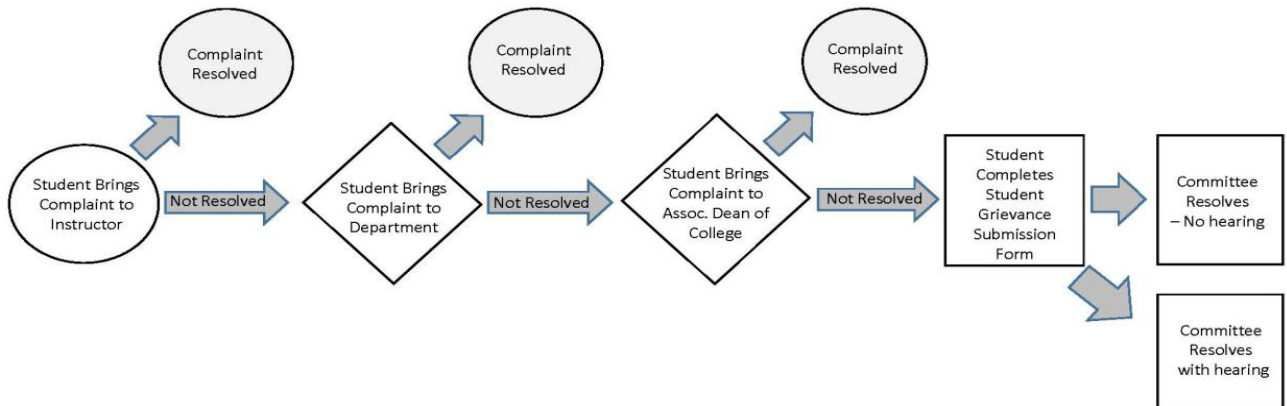 Complaint
Resolved
Complaint
Resolved
Complaint
Resolved
Student Brings
Complaint to
Instructor
Not Resolved
Student Brings
Complaint to
Department
Not Resolved
Student Brings
Complaint to
Assoc. Dean of
College
Not Resolved
Student
Completes
Student
Grievance
Submission
Form
Committee
Resolves
– No hearing
Committee
Resolves
with hearing